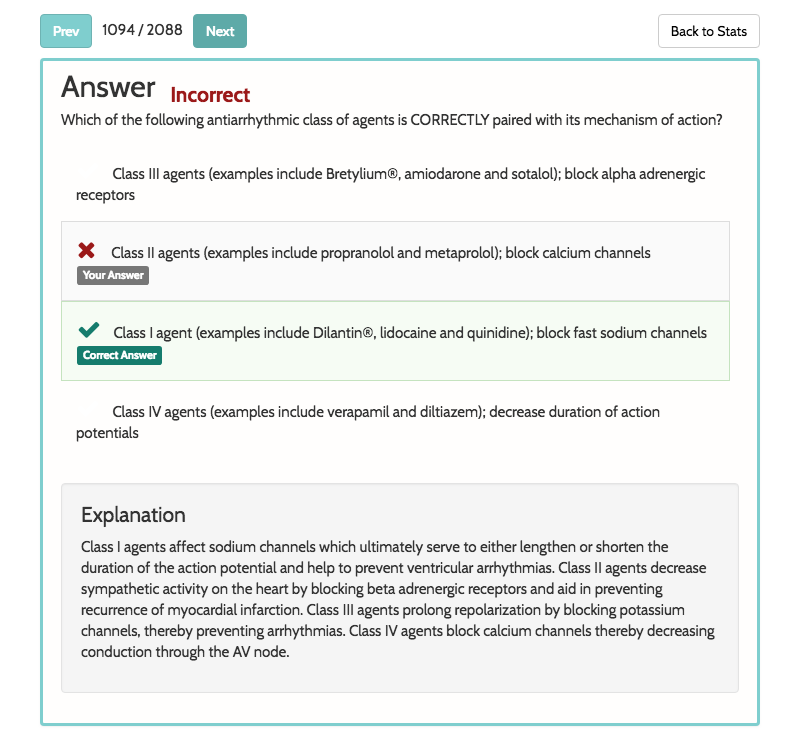 Prev 1094 / 2088 Next Back to Stats
Answer Incorrect
Which of the following antiarrhythmic class of agents is CORRECTLY paired with its mechanism of action?
Class III agents (examples include Bretylium®, amiodarone and sotalol); block alpha adrenergic
receptors
Class II agents (examples include propranolol and metaprolol); block calcium channels
Your Answer
Class I agent (examples include Dilantin®, lidocaine and quinidine); block fast sodium channels
Correct Answer
Class IV agents (examples include verapamil and diltiazem); decrease duration of action
potentials
Explanation
Class I agents affect sodium channels which ultimately serve to either lengthen or shorten the
duration of the action potential and help to prevent ventricular arrhythmias. Class II agents decrease
sympathetic activity on the heart by blocking beta adrenergic receptors and aid in preventing
recurrence of myocardial infarction. Class III agents prolong repolarization by blocking potassium
channels, thereby preventing arrhythmias. Class IV agents block calcium channels thereby decreasing
conduction through the AV node.